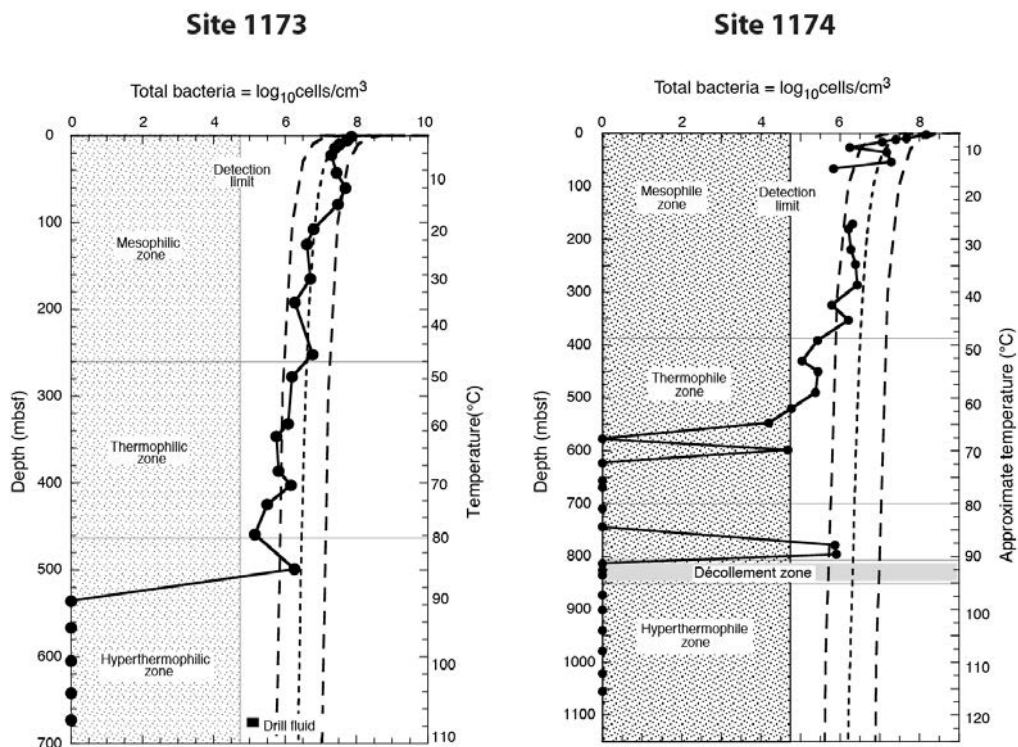 Site 1173
Total bacteria = log10cells/cm3
0 2 4 6 8 10
Depth (mbsf)
0
100
200
300
400
500
600
700
Detection
limit
Mesophilic
zone
Thermophilic
zone
Hyperthermophilic
zone
Drill fluid
10
20
30
40
50
60
70
80
90
100
110
Temperature(°C)
Site 1174
Total bacteria = log10cells/cm3
0 2 4 6 8
Depth (mbsf)
0
100
200
300
400
500
600
700
800
900
1000
1100
Mesophile
zone
Detection
limit
Thermophile
zone
Décollement zone
Hyperthermophile
zone
10
20
30
40
50
60
70
80
90
100
110
120
Approximate temperature (°C)